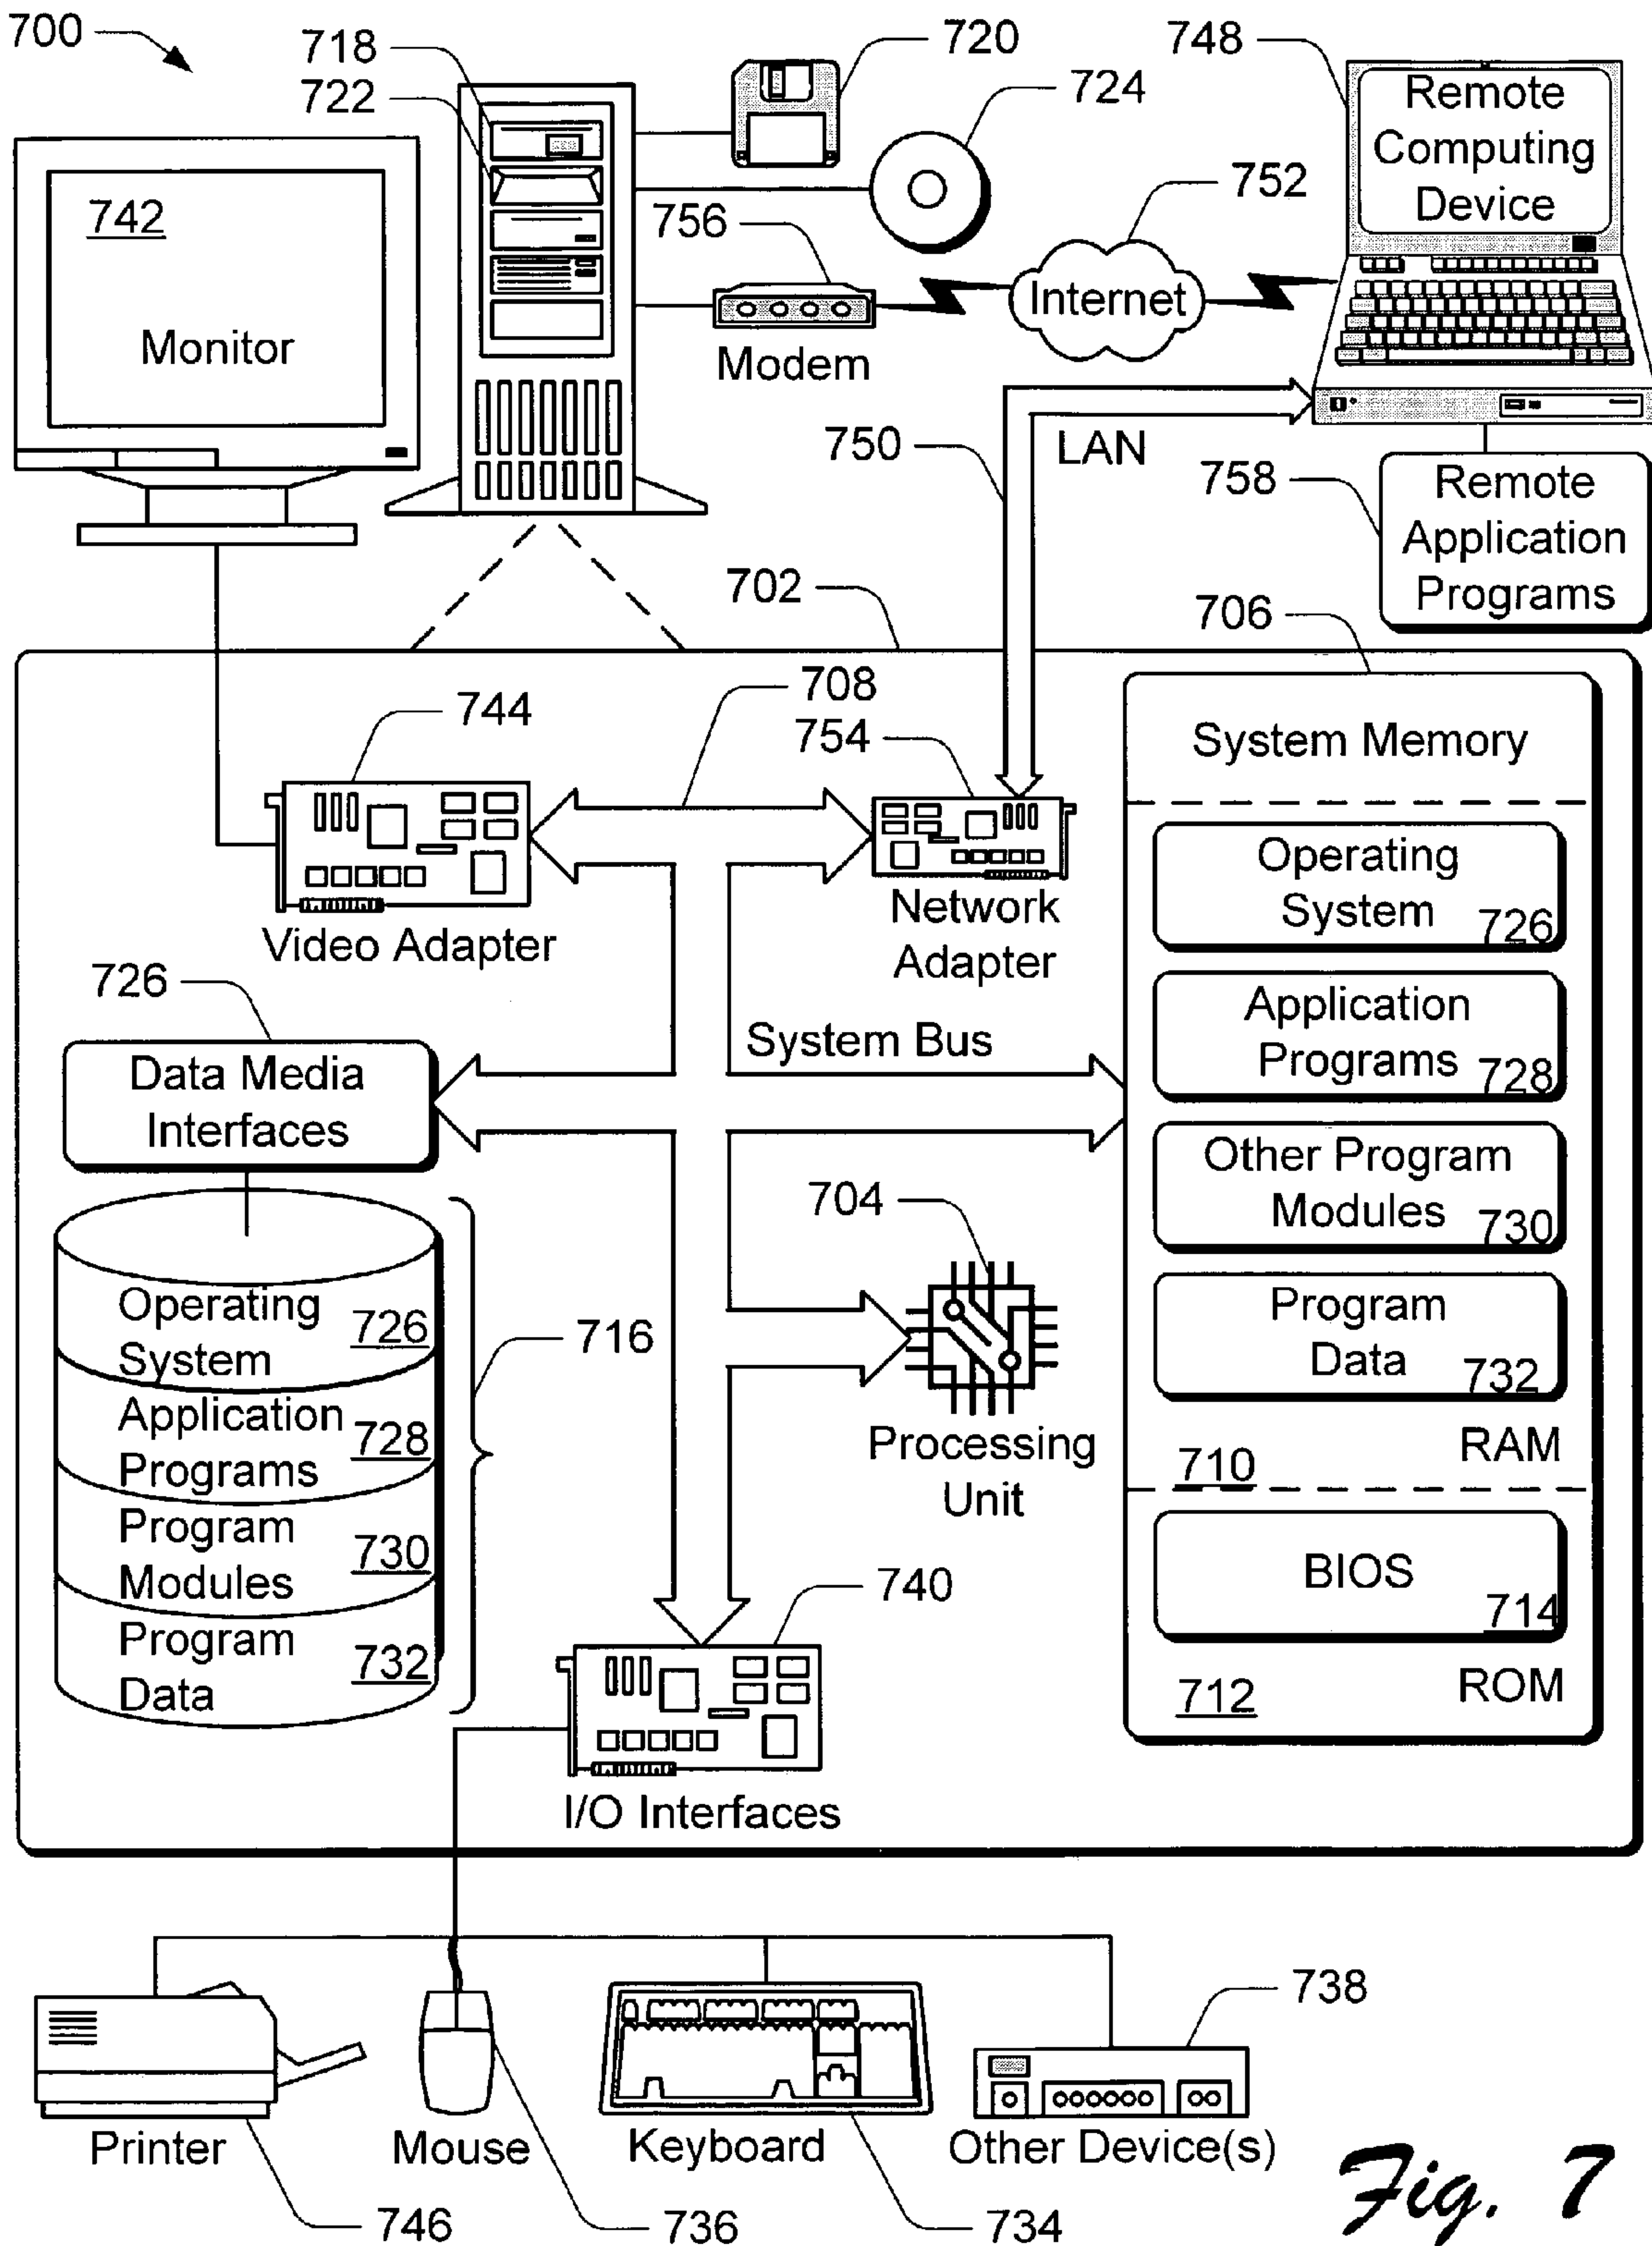 700
718
722
720
724
748
Remote
Computing
Device
742
Monitor
756
752
Internet
Modem
750
LAN
758
Remote
Application
Programs
702
706
708
744
754
System Memory
Video Adapter
Network
Adapter
Operating
System 726
726
Data Media
Interfaces
System Bus
Application
Programs 728
Other Program
Modules 730
704
Processing
Unit
Program
Data 732
710 RAM
BIOS
714
712 ROM
Operating
System 726
Application
Programs 728
Program
Modules 730
Program
Data 732
716
740
I/O Interfaces
738
Printer
Mouse
Keyboard
Other Device(s)
746
736
734
Fig. 7